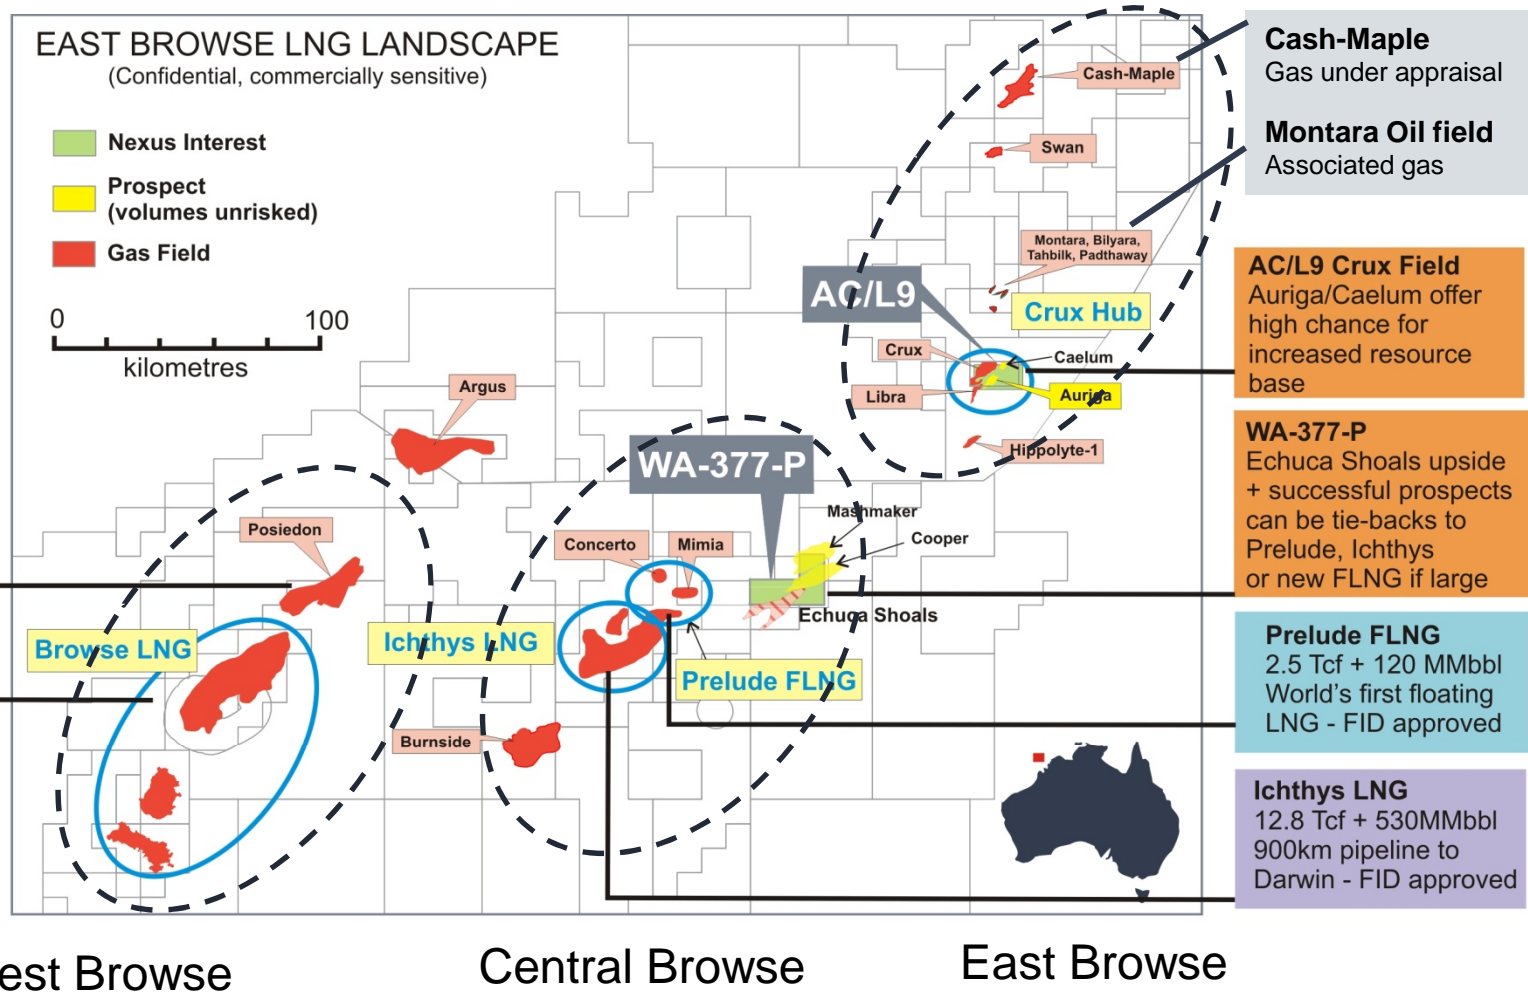 EAST BROWSE LNG LANDSCAPE
(Confidential, commercially sensitive)
Nexus Interest
Prospect
(volumes unrisked)
Gas Field
0 100
kilometres
Cash-Maple
Swan
Montara, Bilyara,
Tahbilk, Padthaway
AC/L9
Crux Hub
Crux
Caelum
Libra
Auriga
Hippolyte-1
Argus
WA-377-P
Mashmaker
Cooper
Posiedon
Concerto
Mimia
Echuca Shoals
Browse LNG
Ichthys LNG
Prelude FLNG
Burnside
Cash-Maple
Gas under appraisal
Montara Oil field
Associated gas
AC/L9 Crux Field
Auriga/Caelum offer
high chance for
increased resource
base
WA-377-P
Echuca Shoals upside
+ successful prospects
can be tie-backs to
Prelude, Ichthys
or new FLNG if large
Prelude FLNG
2.5 Tcf + 120 MMbbl
World's first floating
LNG - FID approved
Ichthys LNG
12.8 Tcf + 530MMbbl
900km pipeline to
Darwin - FID approved
est Browse
Central Browse
East Browse